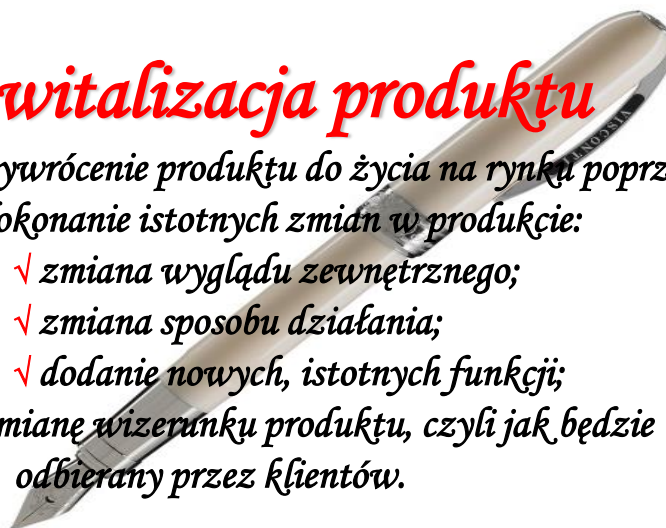 witalizacja produktu
ywrócenie produktu do życia na rynku poprz
okonanie istotnych zmian w produkcie:
√ zmiana wyglądu zewnętrznego;
√ zmiana sposobu działania;
√ dodanie nowych, istotnych funkcji;
mianę wizerunku produktu, czyli jak będzie
odbierany przez klientów.
VISCONTI